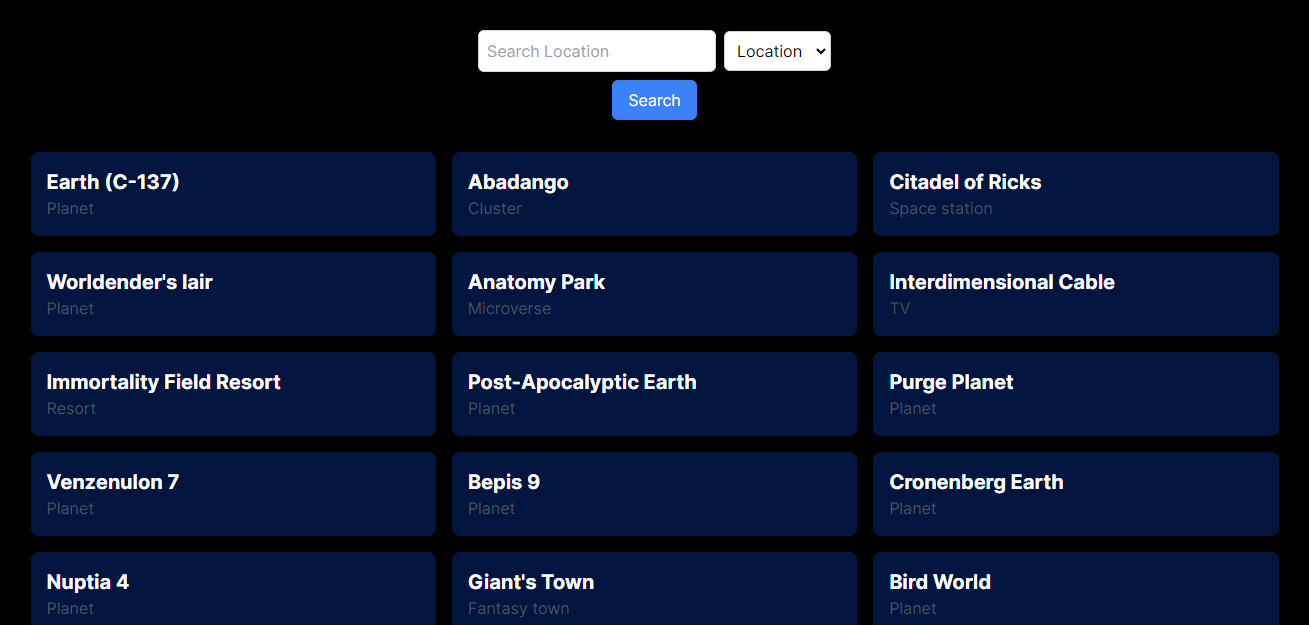 Search Location
Location
Search
Earth (C-137)
Planet
Abadango
Cluster
Citadel of Ricks
Space station
Worldender's lair
Planet
Anatomy Park
Microverse
Interdimensional Cable
TV
Immortality Field Resort
Resort
Post-Apocalyptic Earth
Planet
Purge Planet
Planet
Venzenulon 7
Planet
Bepis 9
Planet
Cronenberg Earth
Planet
Nuptia 4
Planet
Giant's Town
Fantasy town
Bird World
Planet